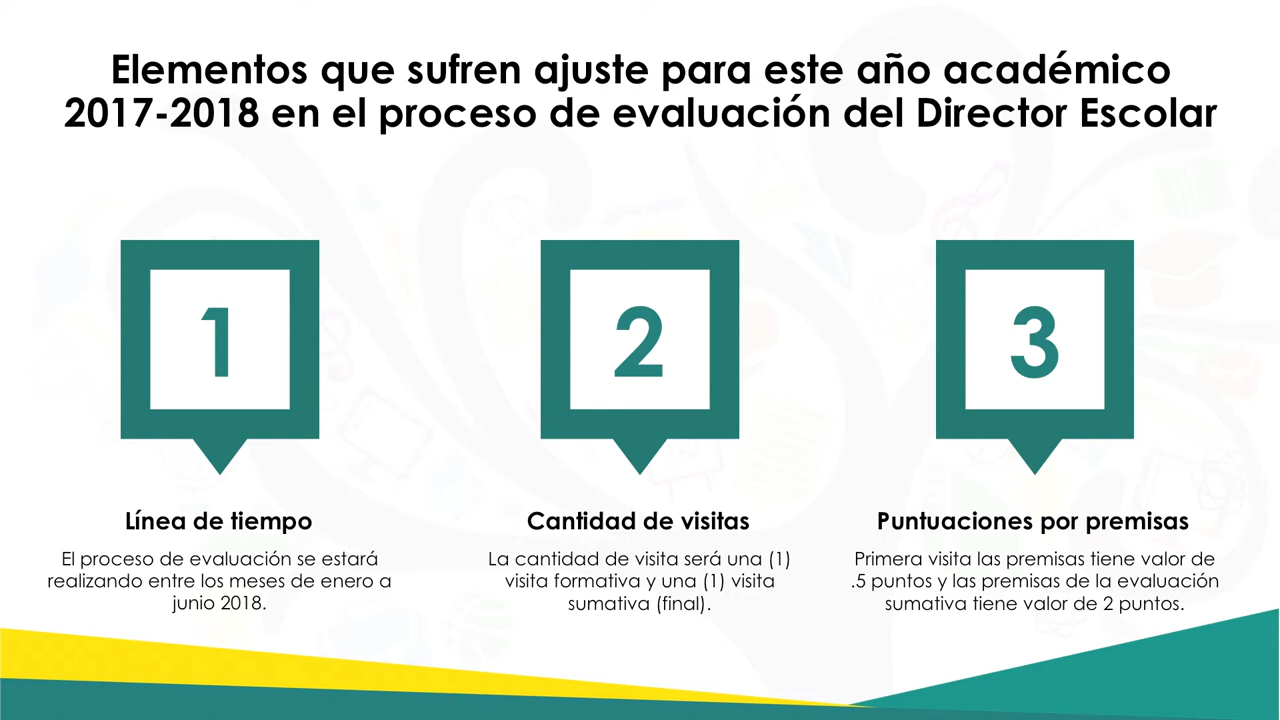 Elementos que sufren ajuste para este año académico
2017-2018 en el proceso de evaluación del Director Escolar
1
2
3
Línea de tiempo
El proceso de evaluación se estará
realizando entre los meses de enero a
junio 2018.
Cantidad de visitas
La cantidad de visita será una (1)
visita formativa y una (1) visita
sumativa (final).
Puntuaciones por premisas
Primera visita las premisas tiene valor de
.5 puntos y las premisas de la evaluación
sumativa tiene valor de 2 puntos.